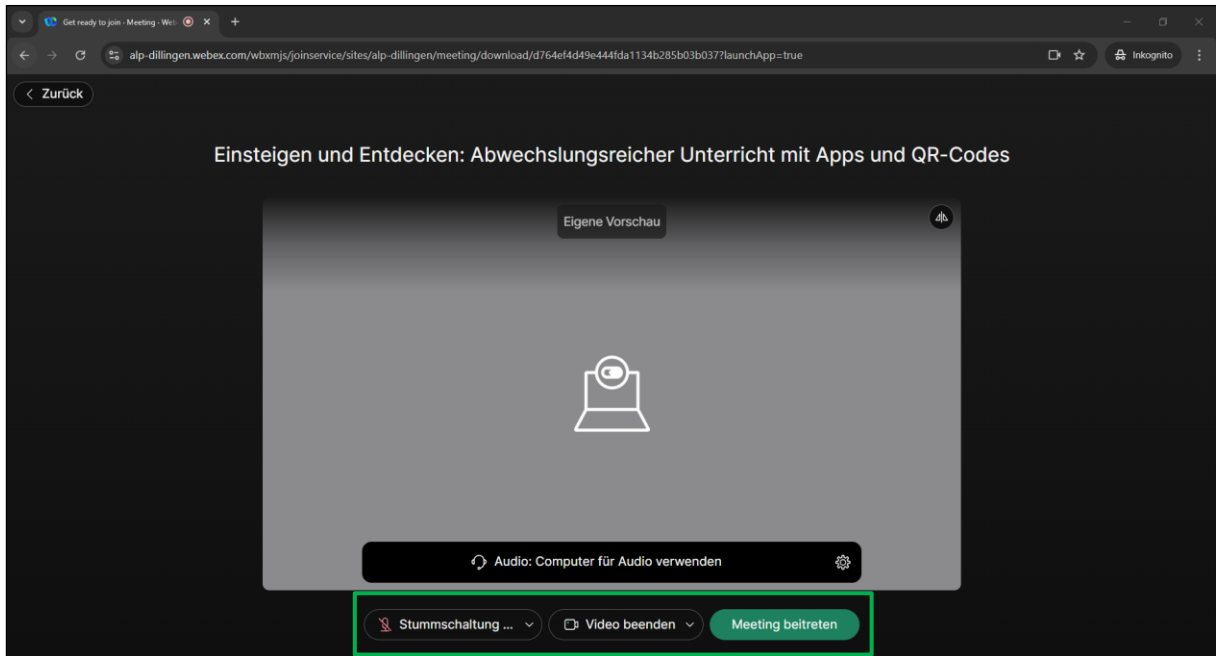 Get ready to join · Meeting · Web
alp-dillingen.webex.com/wbxmjs/joinservice/sites/alp-dillingen/meeting/download/d764ef4d49e444fda1134b285b03b037?launchApp=true
Inkognito
Zurück
Einsteigen und Entdecken: Abwechslungsreicher Unterricht mit Apps und QR-Codes
Eigene Vorschau
Audio: Computer für Audio verwenden
Stummschaltung ...
Video beenden
Meeting beitreten